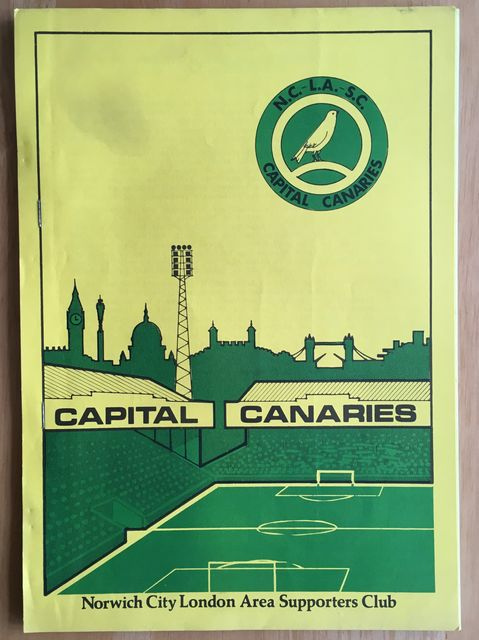 N.C.-L.A.-S.C.
CAPITAL CANARIES
CAPITAL CANARIES
Norwich City London Area Supporters Club